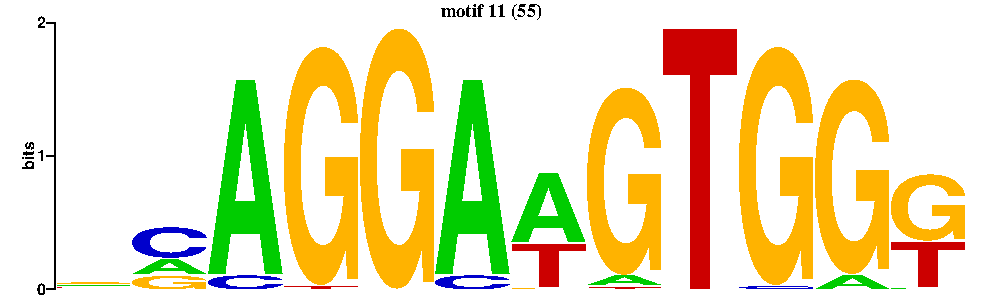 motif 11 (55)
2
bits
1
0
C A G G A A G T G G G
A T T
G C C A A